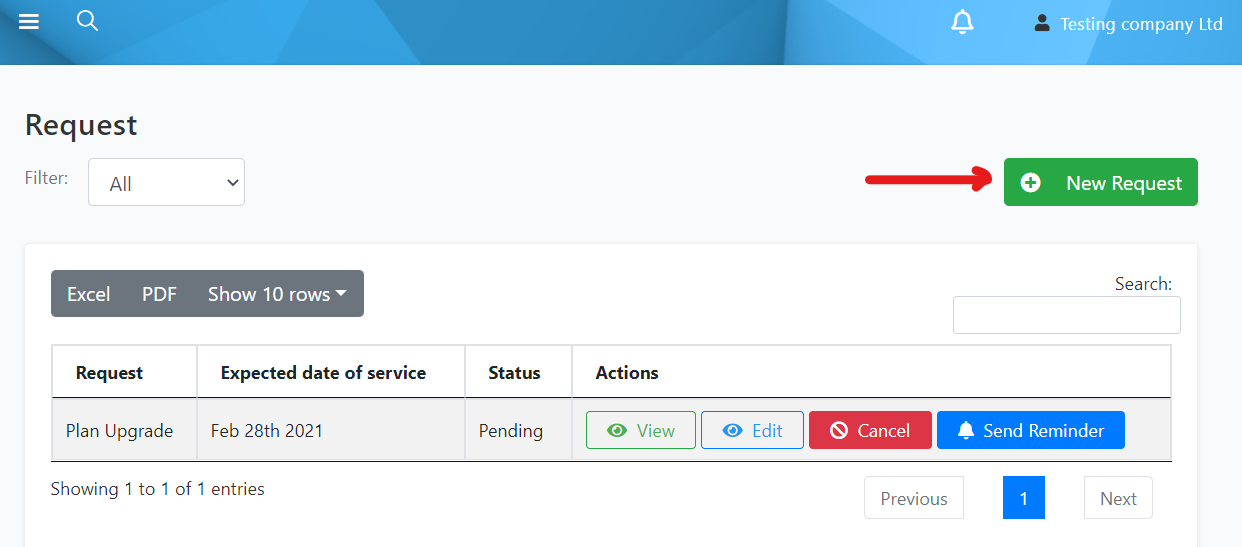 Testing company Ltd
Request
Filter: All
New Request
Excel PDF Show 10 rows
Search:
Request Expected date of service Status Actions
Plan Upgrade Feb 28th 2021 Pending View Edit Cancel Send Reminder
Showing 1 to 1 of 1 entries
Previous 1 Next